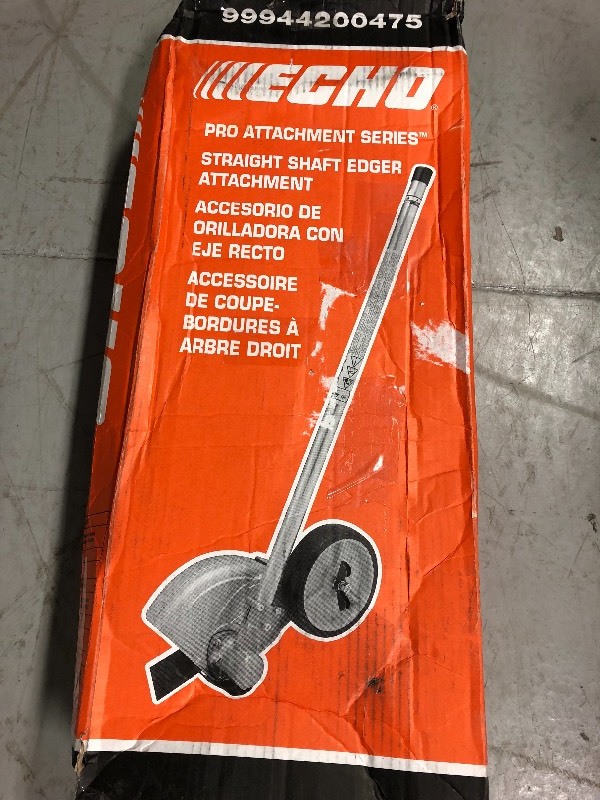 99944200475
ECHO®
PRO ATTACHMENT SERIES™
STRAIGHT SHAFT EDGER
ATTACHMENT
ACCESORIO DE
ORILLADORA CON
EJE RECTO
ACCESSOIRE
DE COUPE-
BORDURES À
ARBRE DROIT